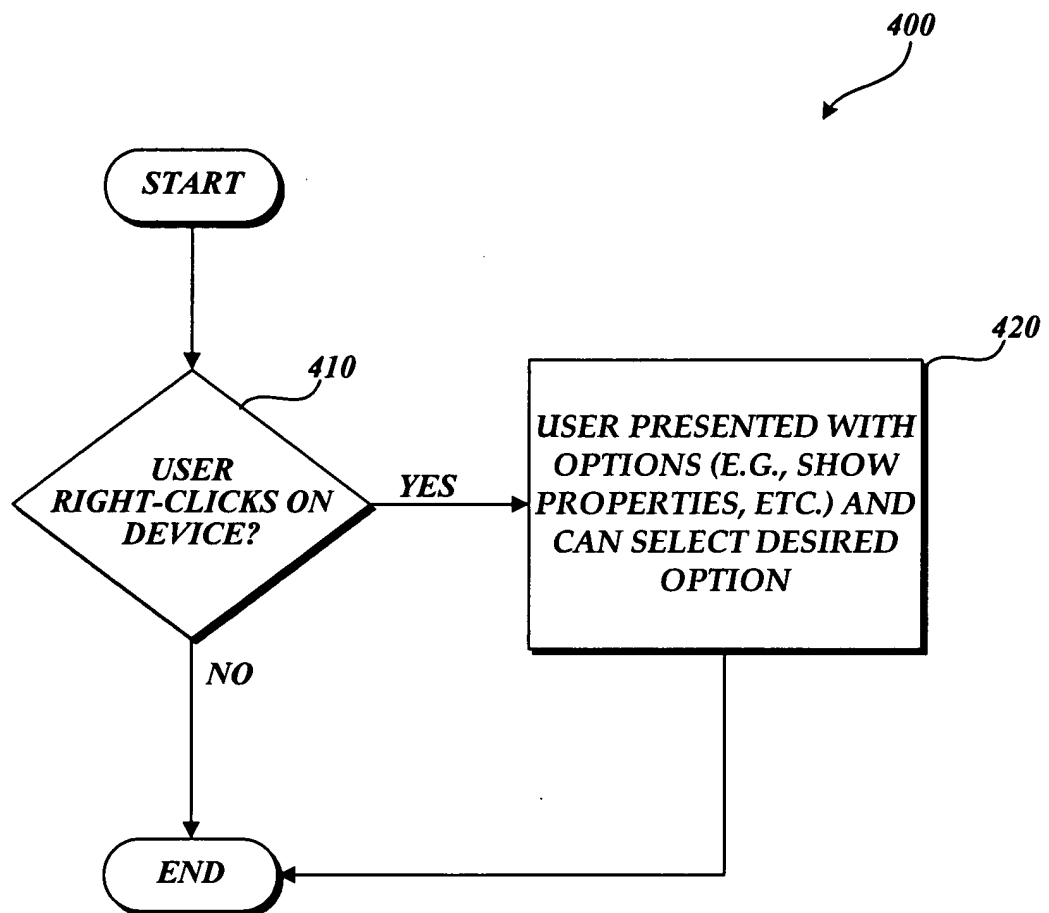 400
START
410
USER
RIGHT-CLICKS ON
DEVICE?
YES
420
USER PRESENTED WITH
OPTIONS (E.G., SHOW
PROPERTIES, ETC.) AND
CAN SELECT DESIRED
OPTION
NO
END